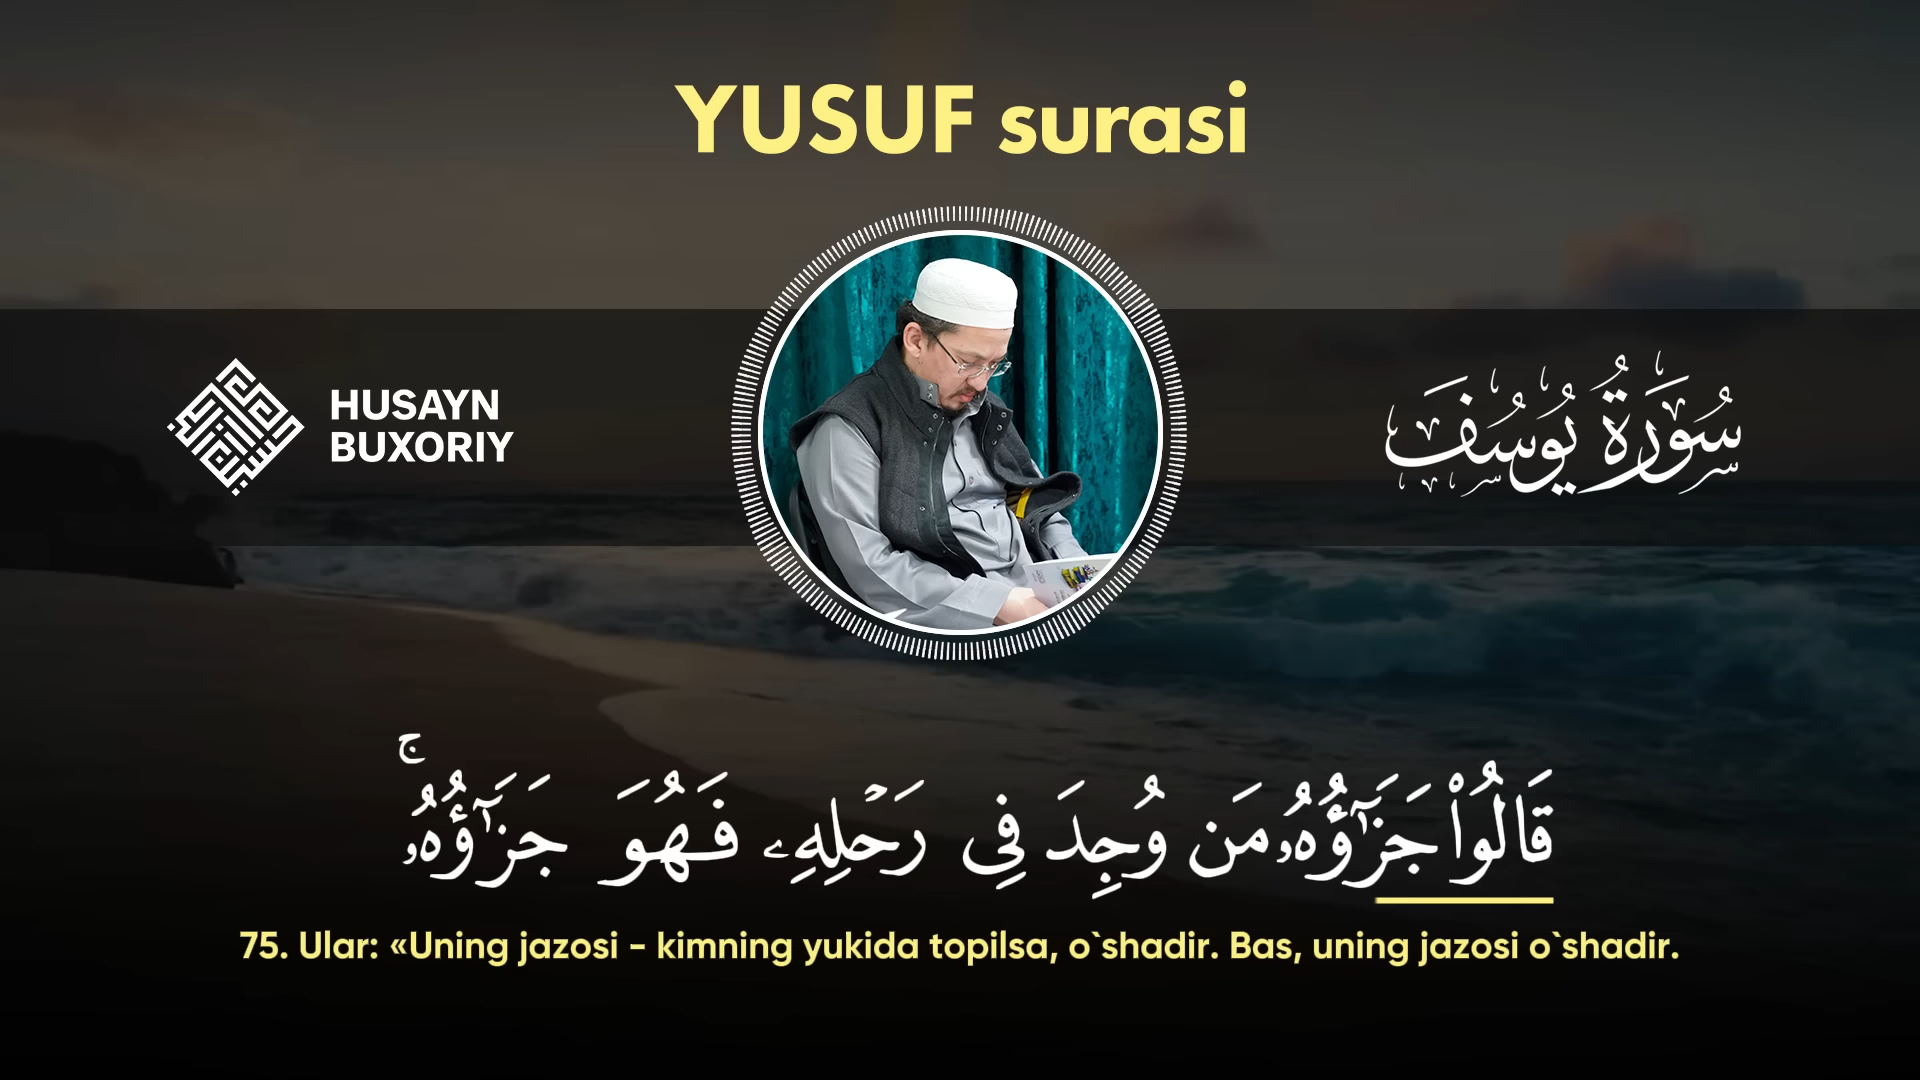 YUSUF surasi
HUSAYN
BUXORIY
سُورَةُ يُوسُفَ
قَالُوا۟ جَزَٰٓؤُهُۥ مَن وُجِدَ فِى رَحْلِهِۦ فَهُوَ جَزَٰٓؤُهُۥ ۚ
75. Ular: «Uning jazosi - kimning yukida topilsa, o`shadir. Bas, uning jazosi o`shadir.